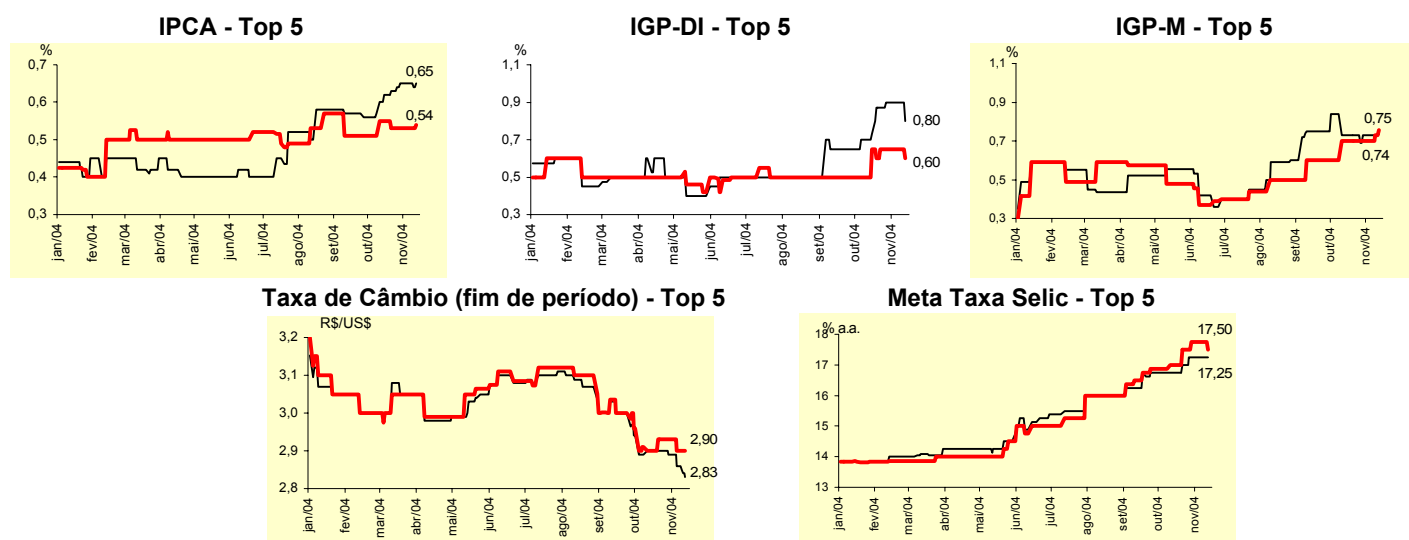 IPCA - Top 5
%
0,7
0,6
0,5
0,4
0,3
0,65
0,54
jan/04
fev/04
mar/04
abr/04
mai/04
jun/04
jul/04
ago/04
set/04
out/04
nov/04
IGP-DI - Top 5
%
1,1
0,9
0,7
0,5
0,3
0,80
0,60
jan/04
fev/04
mar/04
abr/04
mai/04
jun/04
jul/04
ago/04
set/04
out/04
nov/04
IGP-M - Top 5
%
1,1
0,9
0,7
0,5
0,3
0,75
0,74
jan/04
fev/04
mar/04
abr/04
mai/04
jun/04
jul/04
ago/04
set/04
out/04
nov/04
Taxa de Câmbio (fim de período) - Top 5
R$/US$
3,2
3,1
3,0
2,9
2,8
2,90
2,83
jan/04
fev/04
mar/04
abr/04
mai/04
jun/04
jul/04
ago/04
set/04
out/04
nov/04
Meta Taxa Selic - Top 5
% a.a.
18
17
16
15
14
13
17,50
17,25
jan/04
fev/04
mar/04
abr/04
mai/04
jun/04
jul/04
ago/04
set/04
out/04
nov/04